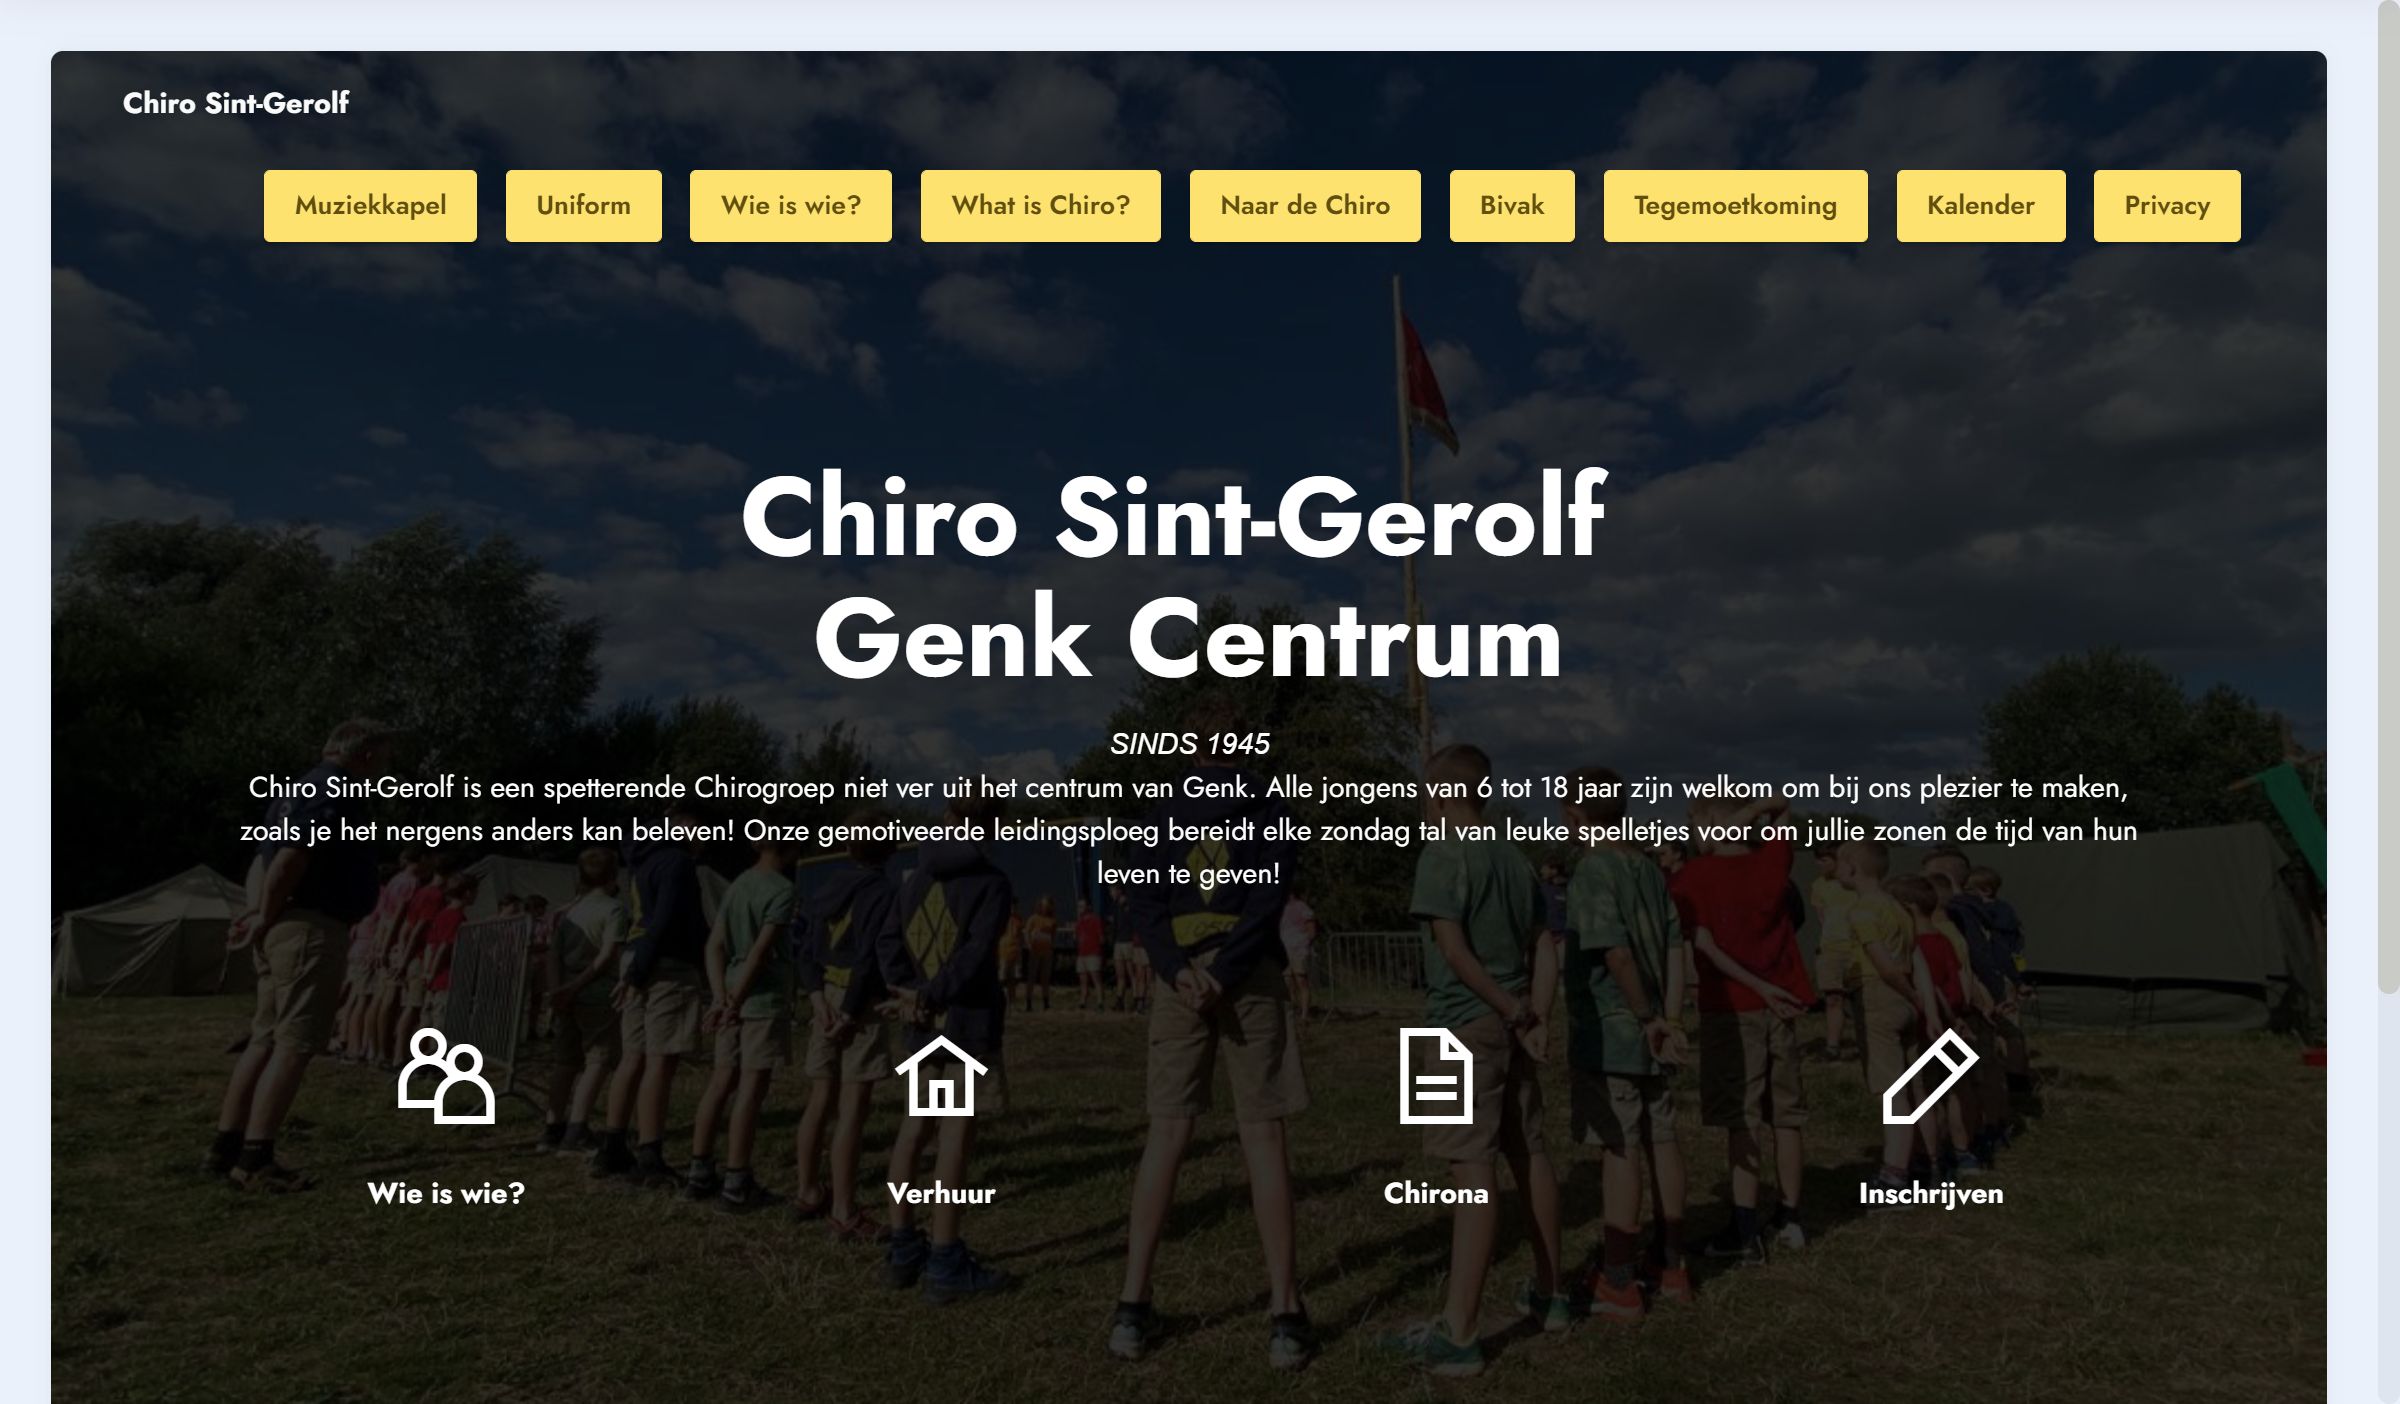 Chiro Sint-Gerolf
Muziekkapel
Uniform
Wie is wie?
What is Chiro?
Naar de Chiro
Bivak
Tegemoetkoming
Kalender
Privacy
Chiro Sint-Gerolf
Genk Centrum
SINDS 1945
Chiro Sint-Gerolf is een spetterende Chirogroep niet ver uit het centrum van Genk. Alle jongens van 6 tot 18 jaar zijn welkom om bij ons plezier te maken,
zoals je het nergens anders kan beleven! Onze gemotiveerde leidingsploeg bereidt elke zondag tal van leuke spelletjes voor om jullie zonen de tijd van hun
leven te geven!
Wie is wie?
Verhuur
Chirona
Inschrijven